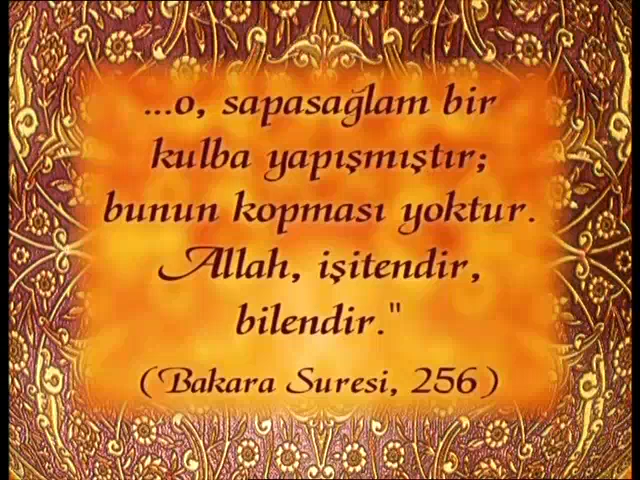 ...o, sapasağlam bir
kulba yapışmıştır;
bunun kopması yoktur.
Allah, işitendir,
bilendir."
(Bakara Suresi, 256)